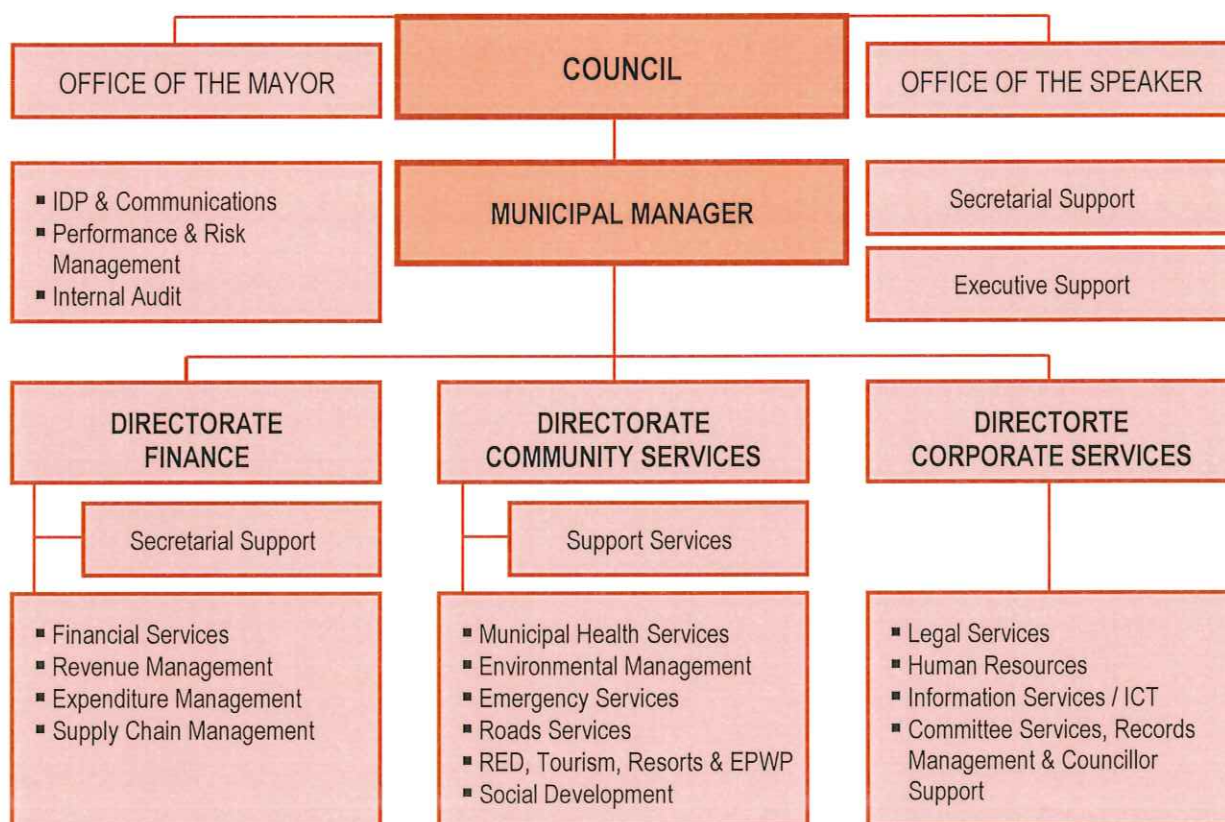 OFFICE OF THE MAYOR
COUNCIL
OFFICE OF THE SPEAKER
▪ IDP & Communications
▪ Performance & Risk
Management
▪ Internal Audit
MUNICIPAL MANAGER
Secretarial Support
Executive Support
DIRECTORATE
FINANCE
DIRECTORATE
COMMUNITY SERVICES
DIRECTORTE
CORPORATE SERVICES
Secretarial Support
Support Services
▪ Financial Services
▪ Revenue Management
▪ Expenditure Management
▪ Supply Chain Management
▪ Municipal Health Services
▪ Environmental Management
▪ Emergency Services
▪ Roads Services
▪ RED, Tourism, Resorts & EPWP
▪ Social Development
▪ Legal Services
▪ Human Resources
▪ Information Services / ICT
▪ Committee Services, Records
Management & Councillor
Support